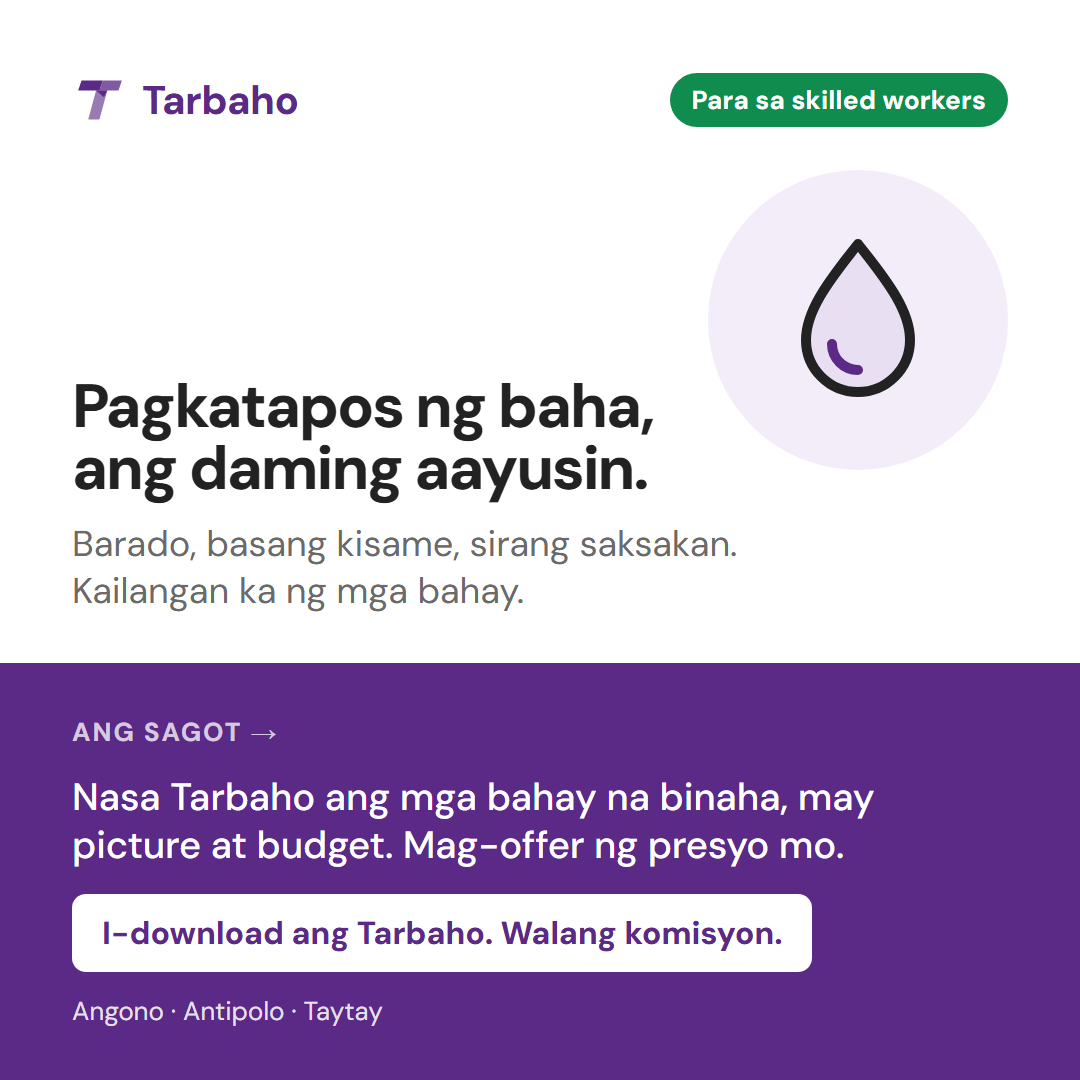 Tarbaho
Para sa skilled workers
Pagkatapos ng baha,
ang daming aayusin.
Barado, basang kisame, sirang saksakan.
Kailangan ka ng mga bahay.
ANG SAGOT →
Nasa Tarbaho ang mga bahay na binaha, may
picture at budget. Mag-offer ng presyo mo.
I-download ang Tarbaho. Walang komisyon.
Angono · Antipolo · Taytay